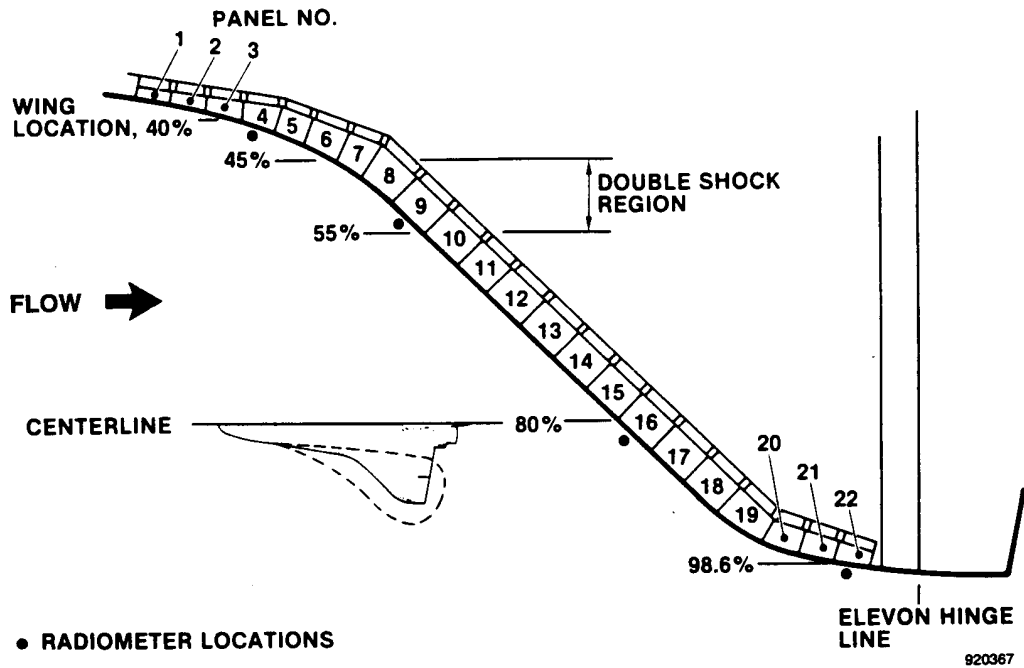 PANEL NO.
1
2
3
WING
LOCATION, 40%
4
5
6
7
45%
8
DOUBLE SHOCK
REGION
9
55%
10
11
FLOW
12
13
14
15
CENTERLINE
80%
16
17
20
18
21
19
22
98.6%
ELEVON HINGE
LINE
• RADIOMETER LOCATIONS
920367